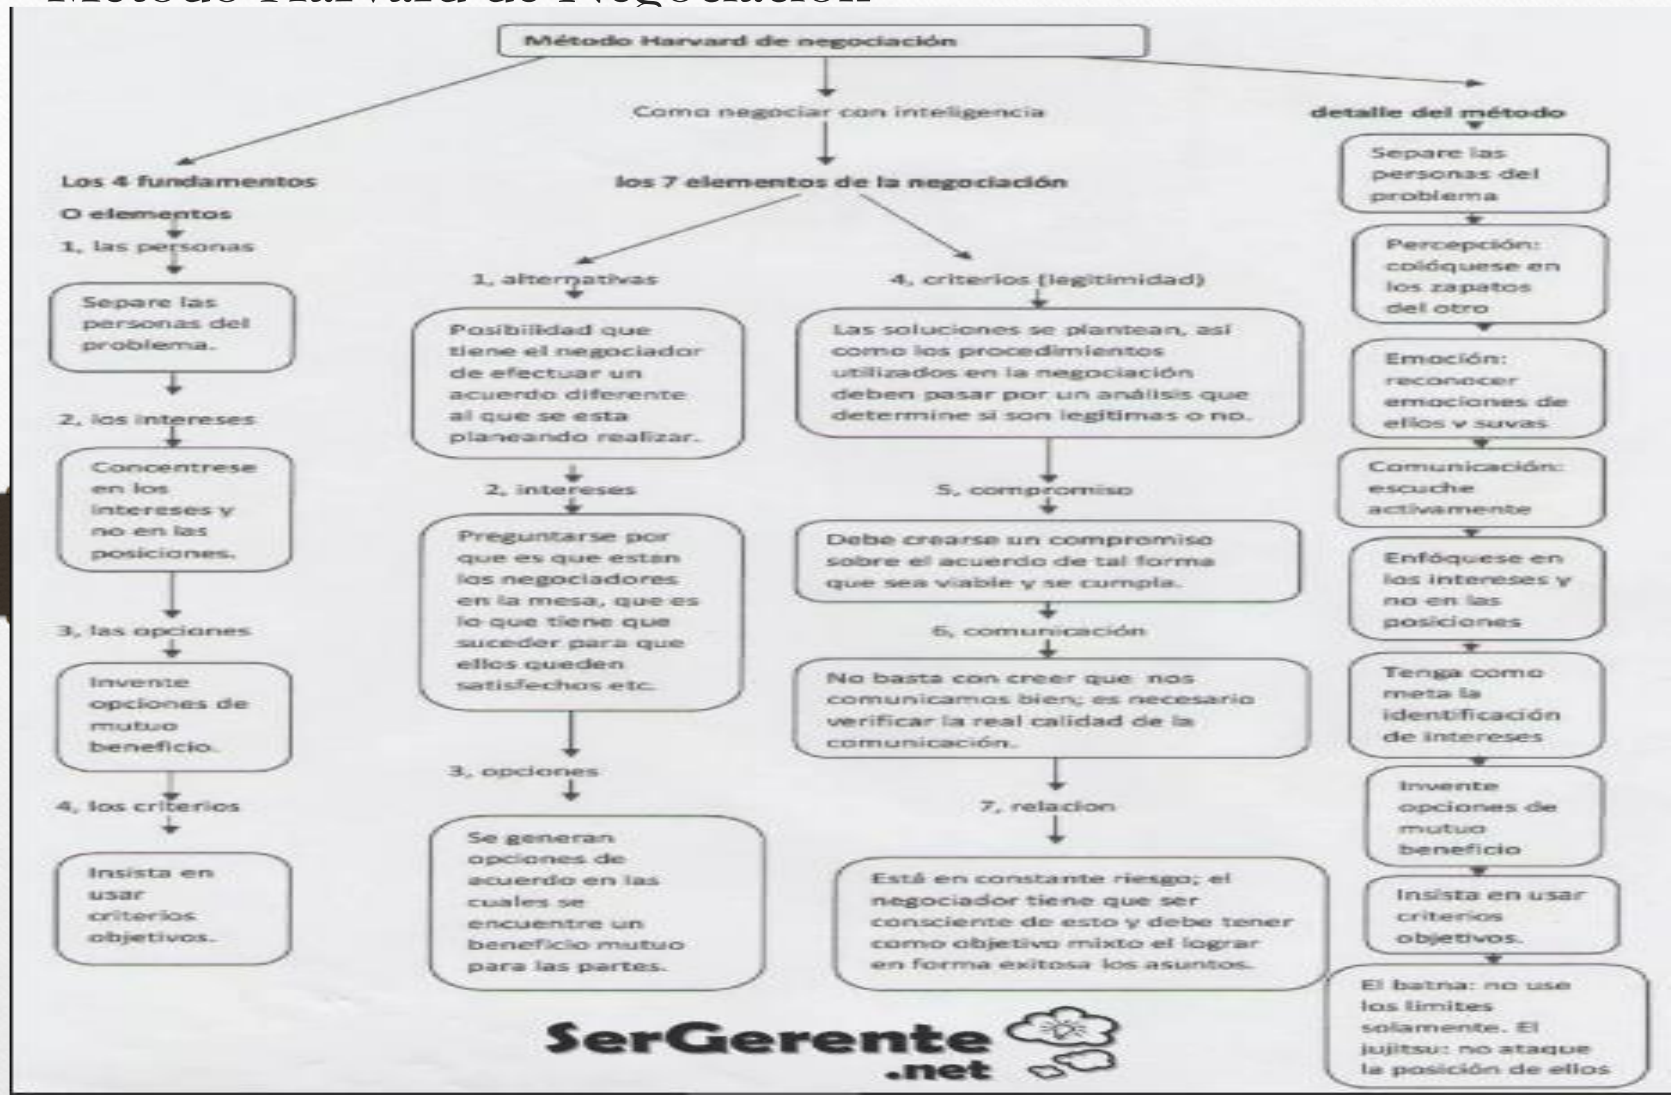 Método Harvard de Negociación
Método Harvard de negociación
Como negociar con inteligencia
Los 4 fundamentos
O elementos
1, las personas
Separe las
personas del
problema.
2, los intereses
Concéntrese
en los
intereses y
no en las
posiciones.
3, las opciones
Invente
opciones de
mutuo
beneficio.
4, los criterios
Insista en
usar
criterios
objetivos.
los 7 elementos de la negociación
1, alternativas
Posibilidad que
tiene el negociador
de efectuar un
acuerdo diferente
al que se esta
planeando realizar.
2, intereses
Preguntarse por
que es que estan
los negociadores
en la mesa, que es
lo que tiene que
suceder para que
ellos queden
satisfechos etc.
3, opciones
Se generan
opciones de
acuerdo en las
cuales se
encuentre un
beneficio mutuo
para las partes.
4, criterios (legitimidad)
Las soluciones se plantean, así
como los procedimientos
utilizados en la negociación
deben pasar por un análisis que
determine si son legítimas o no.
5, compromiso
Debe crearse un compromiso
sobre el acuerdo de tal forma
que sea viable y se cumpla.
6, comunicación
No basta con creer que nos
comunicamos bien; es necesario
verificar la real calidad de la
comunicación.
7, relacion
Está en constante riesgo; el
negociador tiene que ser
consciente de esto y debe tener
como objetivo mixto el lograr
en forma exitosa los asuntos.
detalle del método
Separe las
personas del
problema
Percepción:
colóquese en
los zapatos
del otro
Emoción:
reconocer
emociones de
ellos y suyas
Comunicación:
escuche
activamente
Enfóquese en
los intereses y
no en las
posiciones
Tenga como
meta la
identificación
de intereses
Invente
opciones de
mutuo
beneficio
Insista en usar
criterios
objetivos.
El batna: no use
los limites
solamente. El
jujitsu: no ataque
la posición de ellos
SerGerente
.net